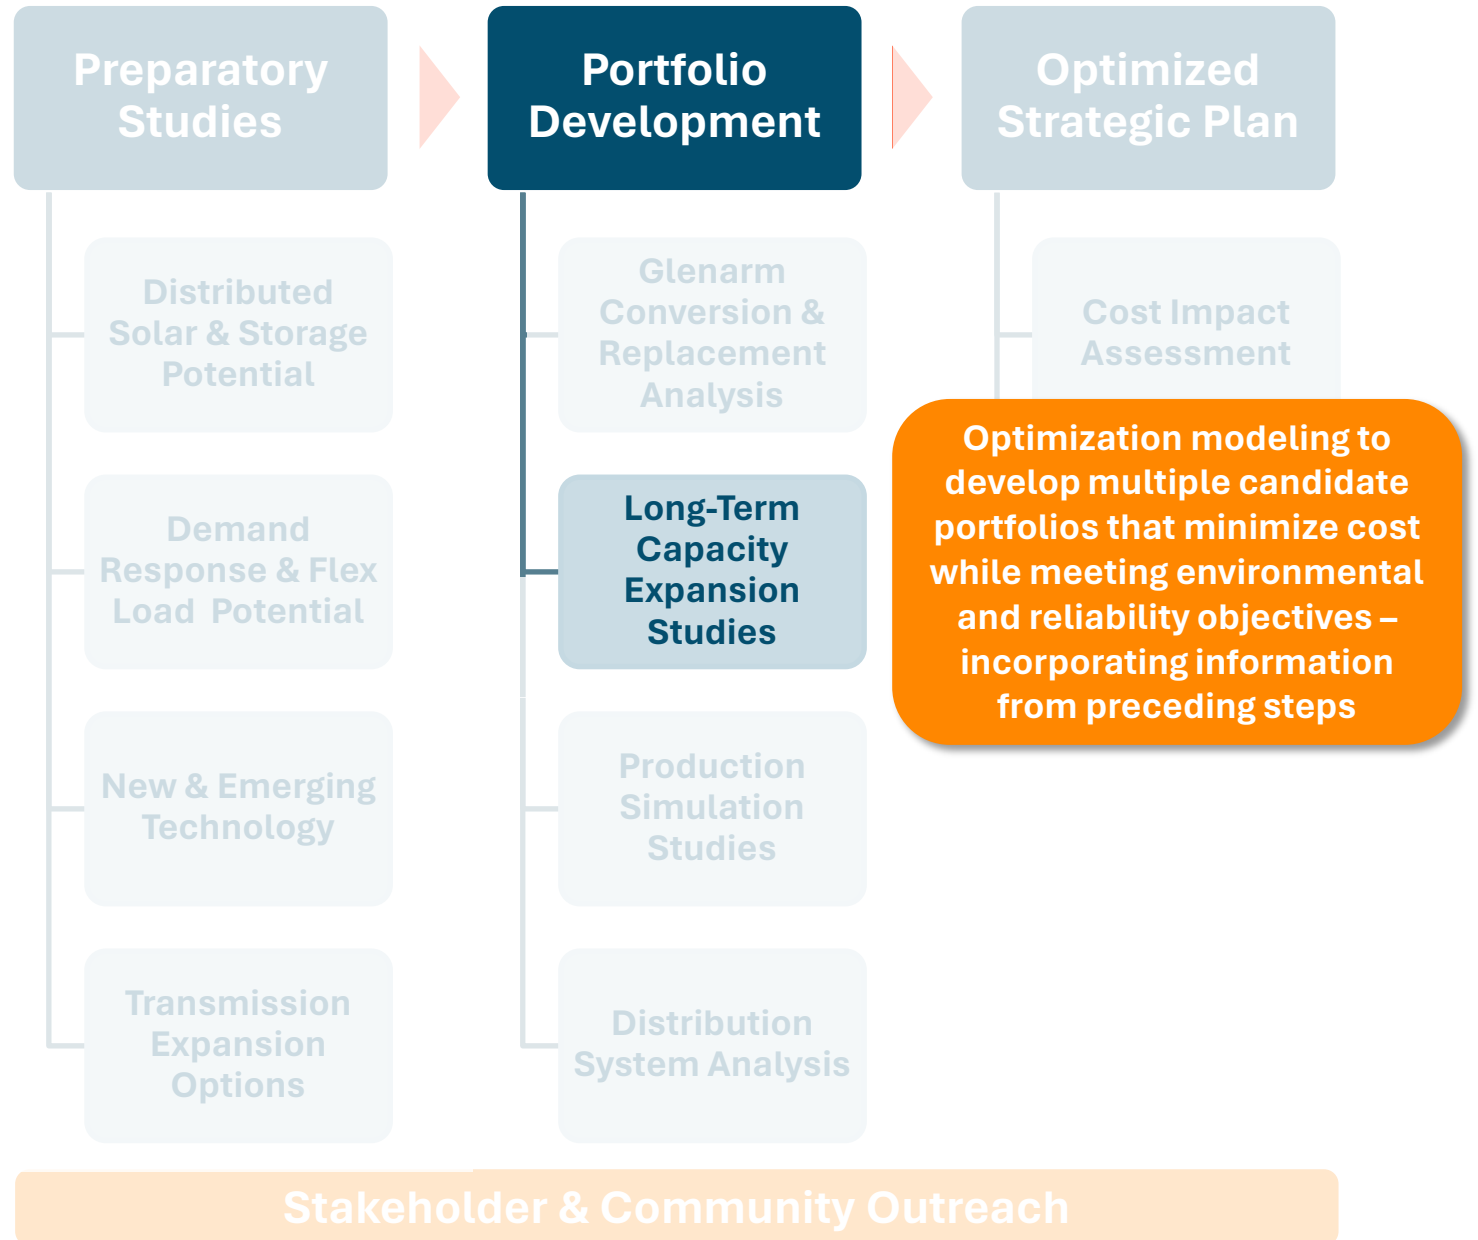 Preparatory
Studies
Distributed
Solar & Storage
Potential
Demand
Response & Flex
Load Potential
New & Emerging
Technology
Transmission
Expansion
Options
Portfolio
Development
Glenarm
Conversion &
Replacement
Analysis
Long-Term
Capacity
Expansion
Studies
Production
Simulation
Studies
Distribution
System Analysis
Optimized
Strategic Plan
Cost Impact
Assessment
Optimization modeling to
develop multiple candidate
portfolios that minimize cost
while meeting environmental
and reliability objectives –
incorporating information
from preceding steps
Stakeholder & Community Outreach